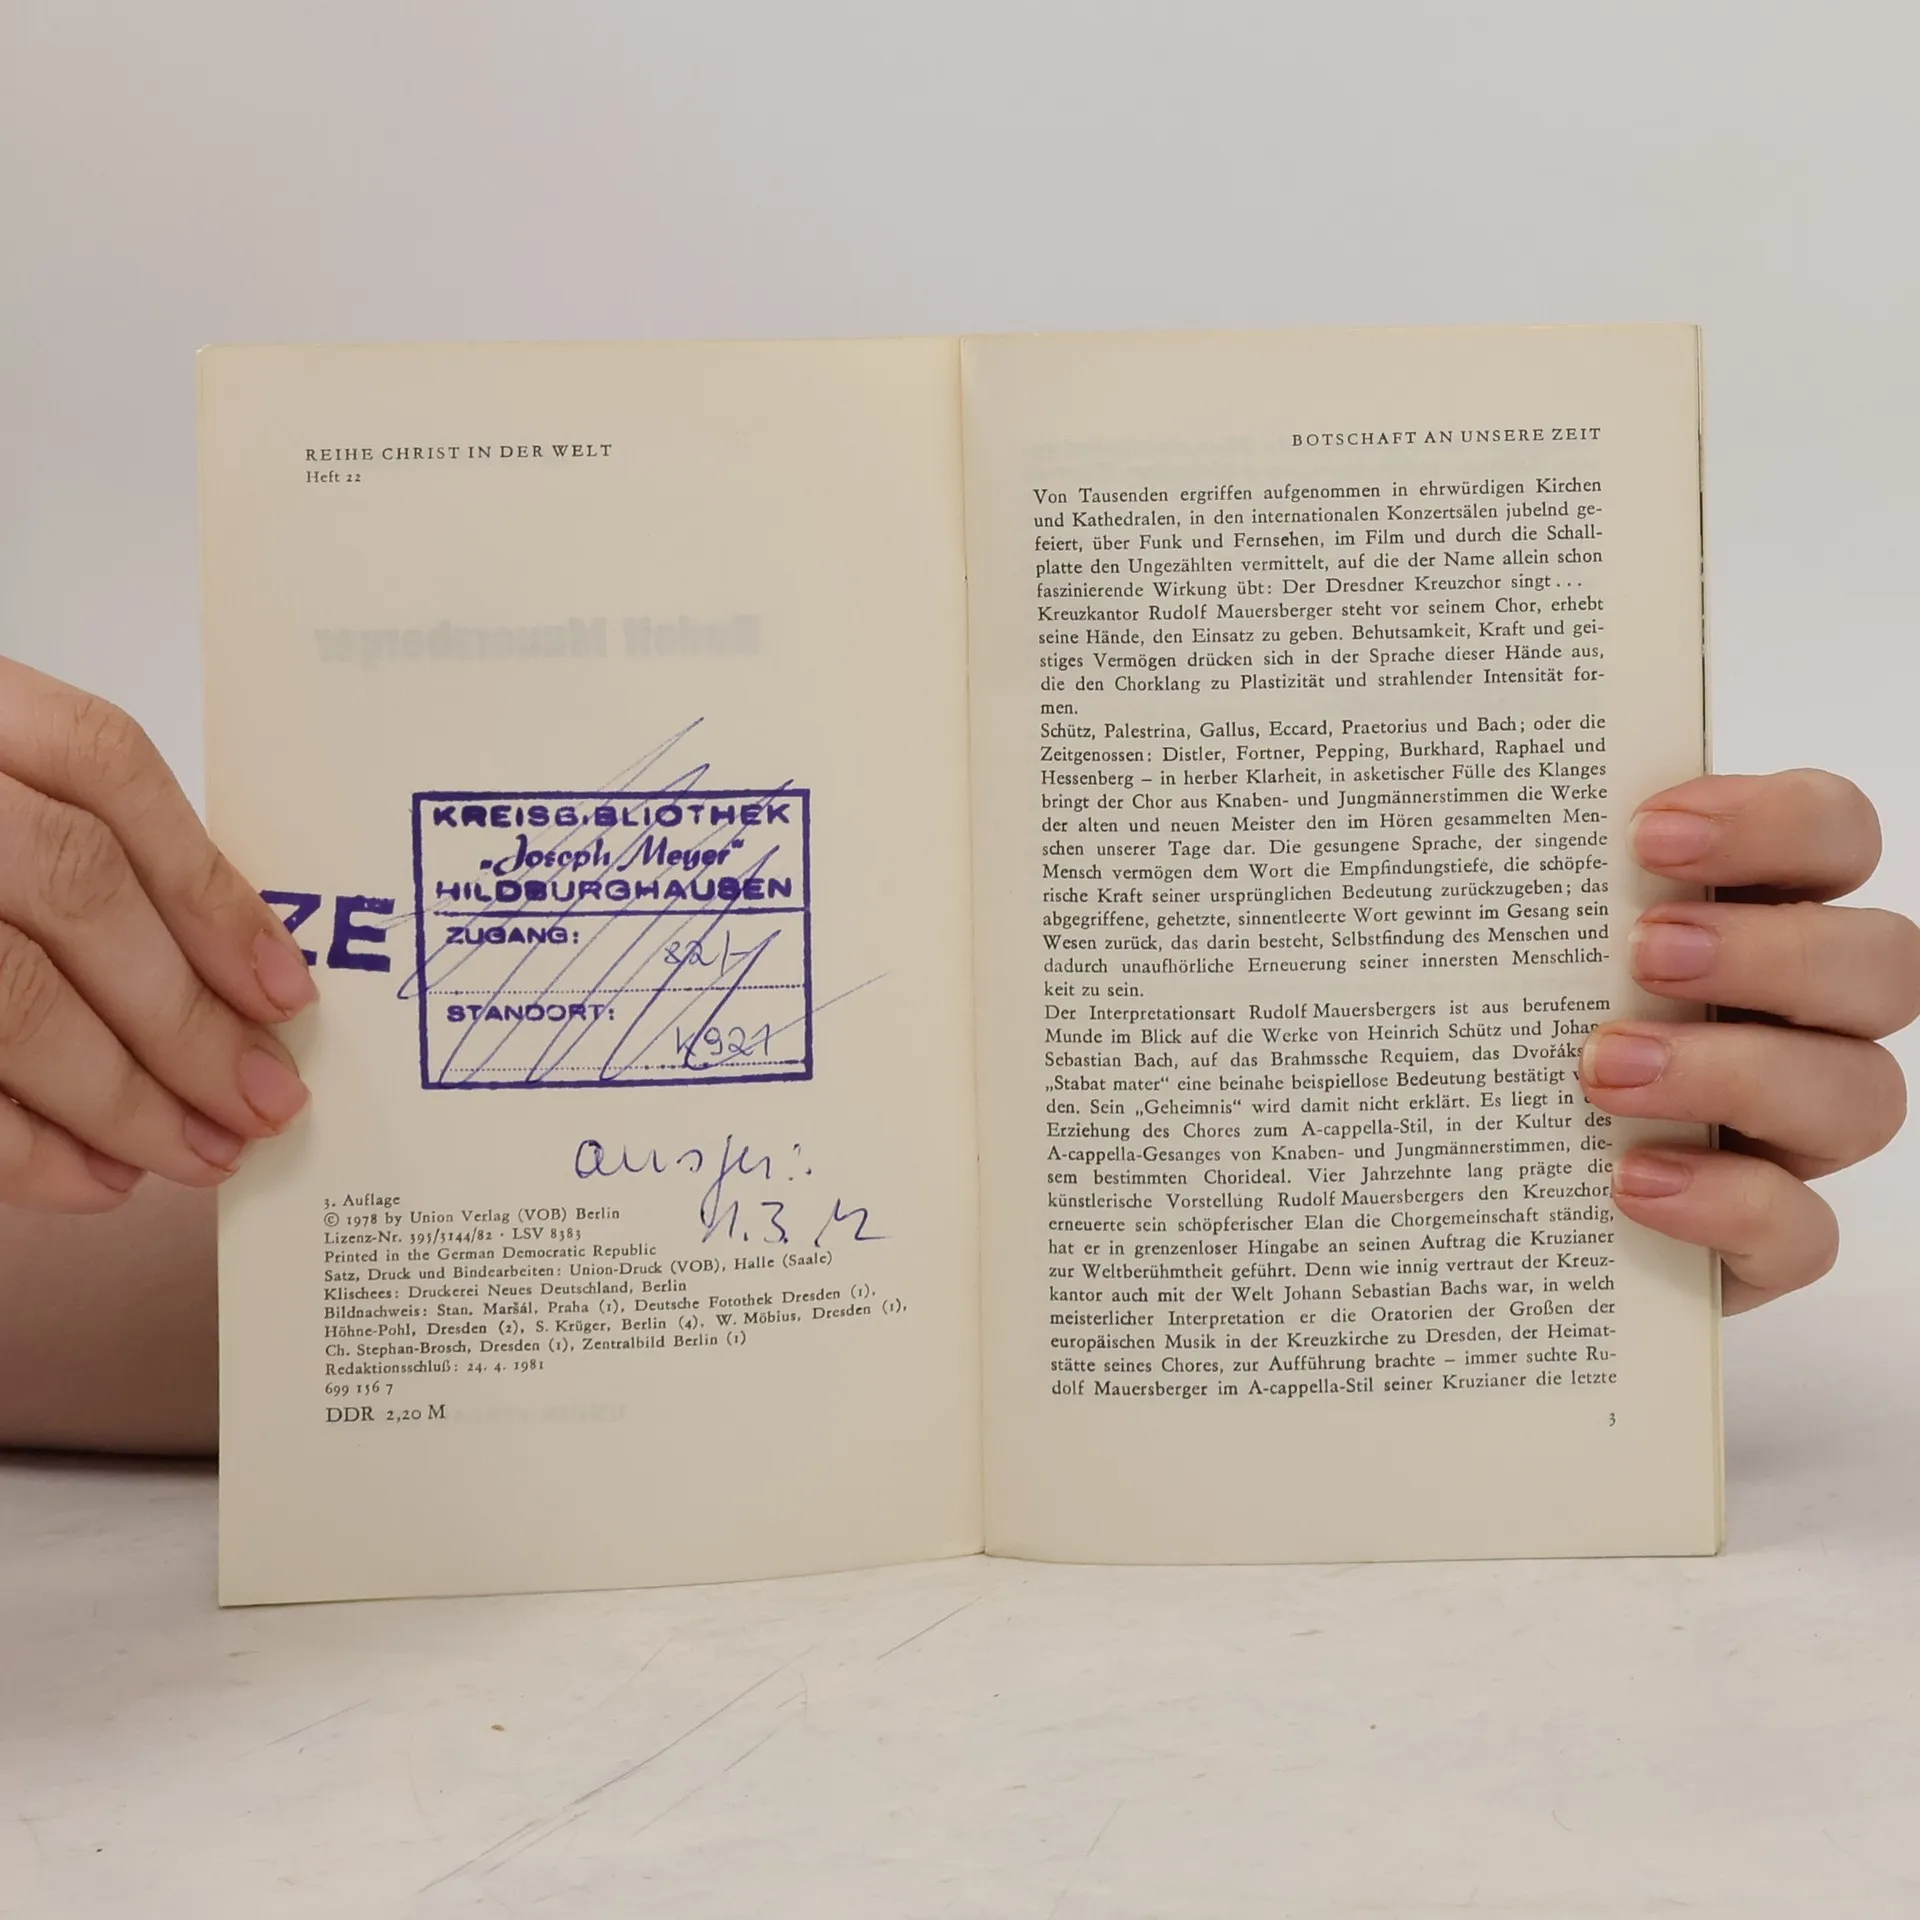 REIHE CHRIST IN DER WELT
Heft 22
KREISB.BLIOTHEK
„Joseph Meyer“
HILDBURGHAUSEN
ZE
ZUGANG:
82/-
STANDORT:
K927
ausger.:
3. Auflage
© 1978 by Union Verlag (VOB) Berlin
Lizenz-Nr. 395/3144/82 · LSV 8383
Printed in the German Democratic Republic
Satz, Druck und Bindearbeiten: Union-Druck (VOB), Halle (Saale)
Klischees: Druckerei Neues Deutschland, Berlin
Bildnachweis: Stan. Maršál, Praha (1), Deutsche Fotothek Dresden (1),
Höhne-Pohl, Dresden (2), S. Krüger, Berlin (4), W. Möbius, Dresden (1),
Ch. Stephan-Brosch, Dresden (1), Zentralbild Berlin (1)
Redaktionsschluß: 24. 4. 1981
699 156 7
DDR 2,20 M
BOTSCHAFT AN UNSERE ZEIT
Von Tausenden ergriffen aufgenommen in ehrwürdigen Kirchen
und Kathedralen, in den internationalen Konzertsälen jubelnd ge-
feiert, über Funk und Fernsehen, im Film und durch die Schall-
platte den Ungezählten vermittelt, auf die der Name allein schon
faszinierende Wirkung übt: Der Dresdner Kreuzchor singt...
Kreuzkantor Rudolf Mauersberger steht vor seinem Chor, erhebt
seine Hände, den Einsatz zu geben. Behutsamkeit, Kraft und gei-
stiges Vermögen drücken sich in der Sprache dieser Hände aus,
die den Chorklang zu Plastizität und strahlender Intensität for-
men.
Schütz, Palestrina, Gallus, Eccard, Praetorius und Bach; oder die
Zeitgenossen: Distler, Fortner, Pepping, Burkhard, Raphael und
Hessenberg – in herber Klarheit, in asketischer Fülle des Klanges
bringt der Chor aus Knaben- und Jungmännerstimmen die Werke
der alten und neuen Meister den im Hören gesammelten Men-
schen unserer Tage dar. Die gesungene Sprache, der singende
Mensch vermögen dem Wort die Empfindungstiefe, die schöpfe-
rische Kraft seiner ursprünglichen Bedeutung zurückzugeben; das
abgegriffene, gehetzte, sinnentleerte Wort gewinnt im Gesang sein
Wesen zurück, das darin besteht, Selbstfindung des Menschen und
dadurch unaufhörliche Erneuerung seiner innersten Menschlich-
keit zu sein.
Der Interpretationsart Rudolf Mauersbergers ist aus berufenem
Munde im Blick auf die Werke von Heinrich Schütz und Johan
Sebastian Bach, auf das Brahmssche Requiem, das Dvořáks
„Stabat mater“ eine beinahe beispiellose Bedeutung bestätigt
den. Sein „Geheimnis“ wird damit nicht erklärt. Es liegt in
Erziehung des Chores zum A-cappella-Stil, in der Kultur des
A-cappella-Gesanges von Knaben- und Jungmännerstimmen, die-
sem bestimmten Chorideal. Vier Jahrzehnte lang prägte die
künstlerische Vorstellung Rudolf Mauersbergers den Kreuzchor,
erneuerte sein schöpferischer Elan die Chorgemeinschaft ständig,
hat er in grenzenloser Hingabe an seinen Auftrag die Kruzianer
zur Weltberühmtheit geführt. Denn wie innig vertraut der Kreuz-
kantor auch mit der Welt Johann Sebastian Bachs war, in welch
meisterlicher Interpretation er die Oratorien der Großen der
europäischen Musik in der Kreuzkirche zu Dresden, der Heimat-
stätte seines Chores, zur Aufführung brachte – immer suchte Ru-
dolf Mauersberger im A-cappella-Stil seiner Kruzianer die letzte
3